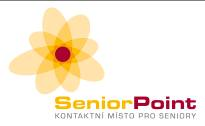 SeniorPoint
KONTAKTNÍ MÍSTO PRO SENIORY